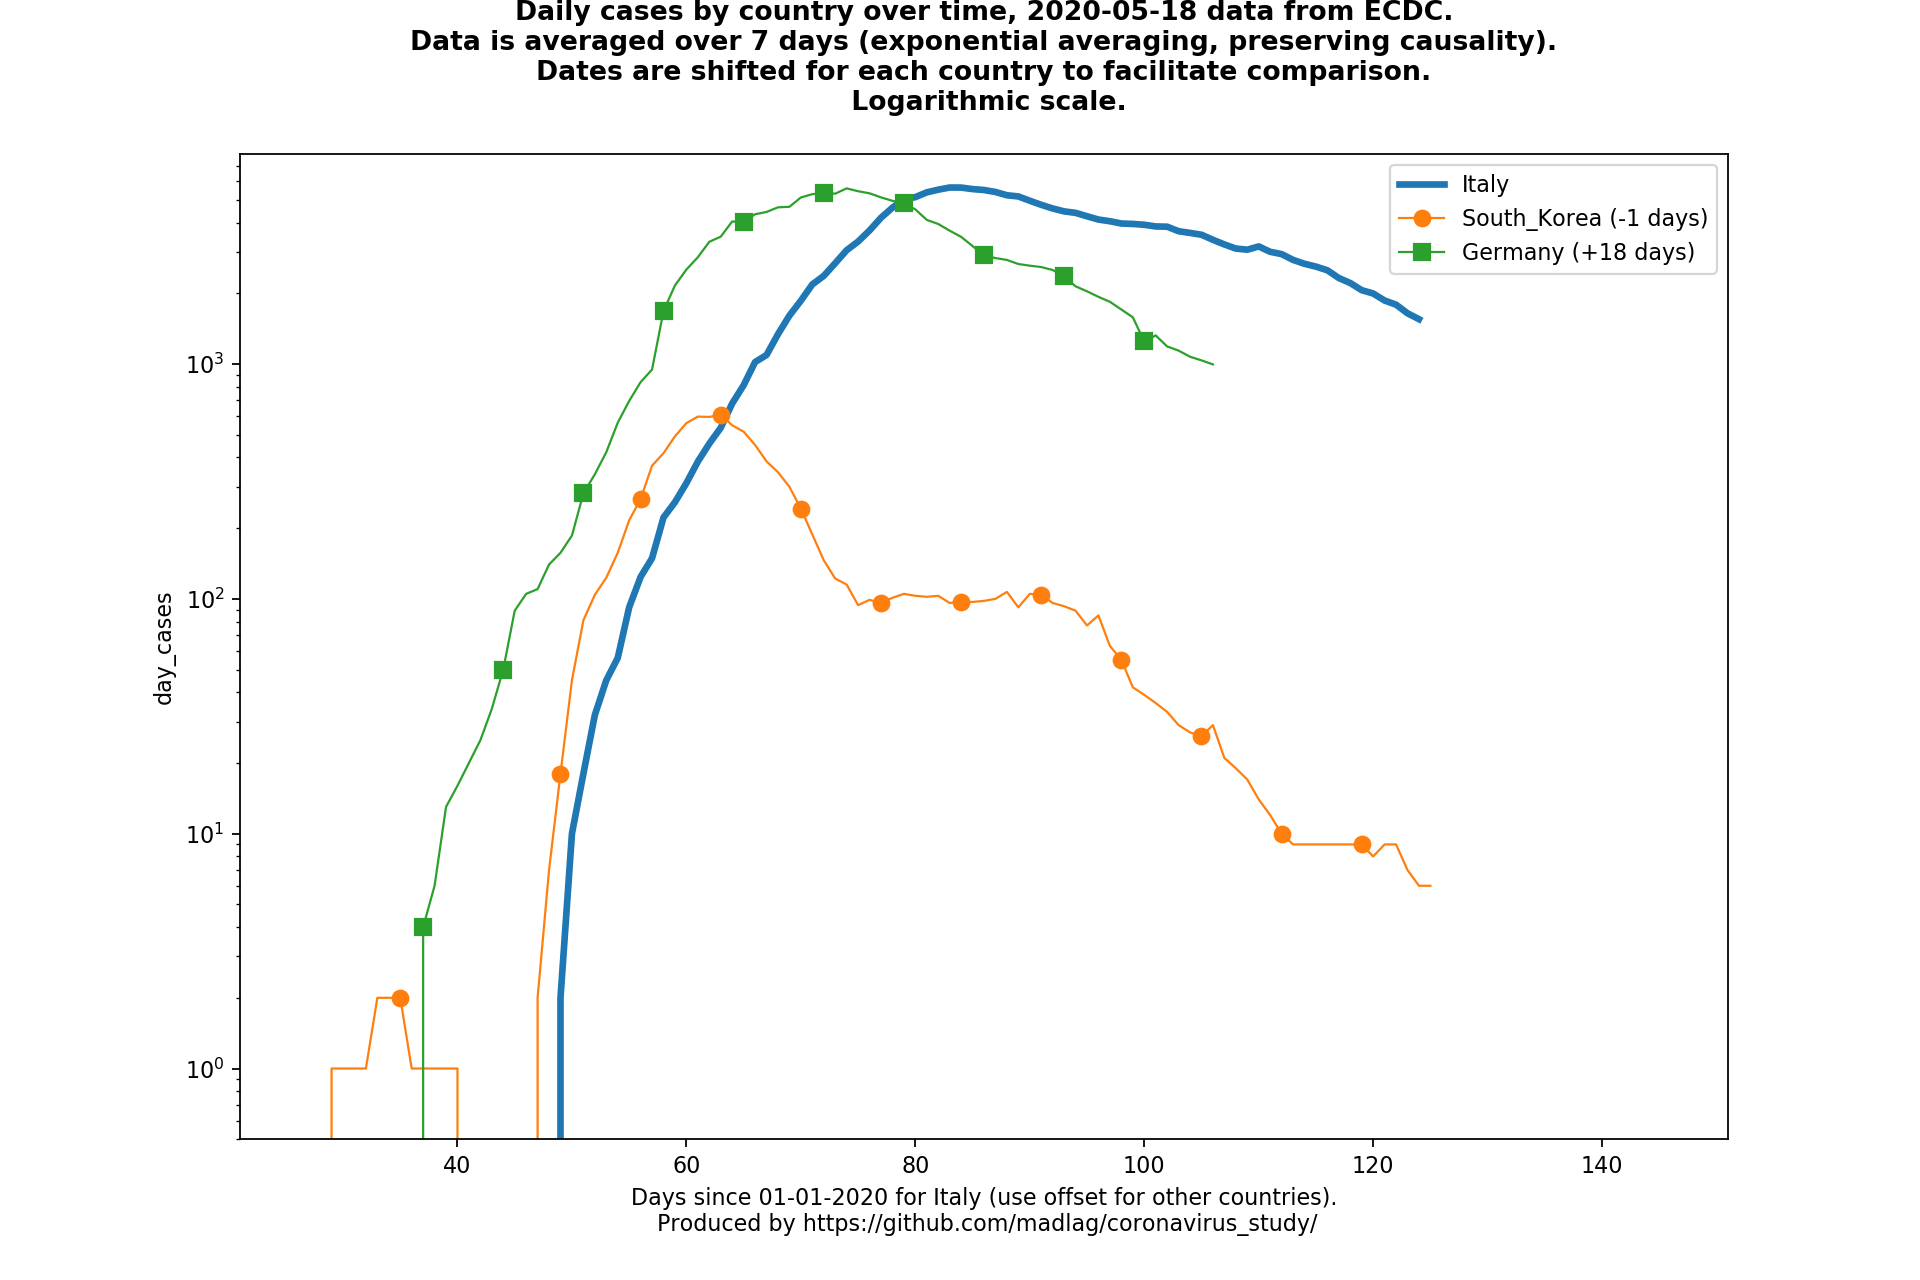 Daily cases by country over time, 2020-05-18 data from ECDC.
Data is averaged over 7 days (exponential averaging, preserving causality).
Dates are shifted for each country to facilitate comparison.
Logarithmic scale.
Italy
South_Korea (-1 days)
Germany (+18 days)
10³
10²
10¹
10⁰
day_cases
40 60 80 100 120 140
Days since 01-01-2020 for Italy (use offset for other countries).
Produced by https://github.com/madlag/coronavirus_study/